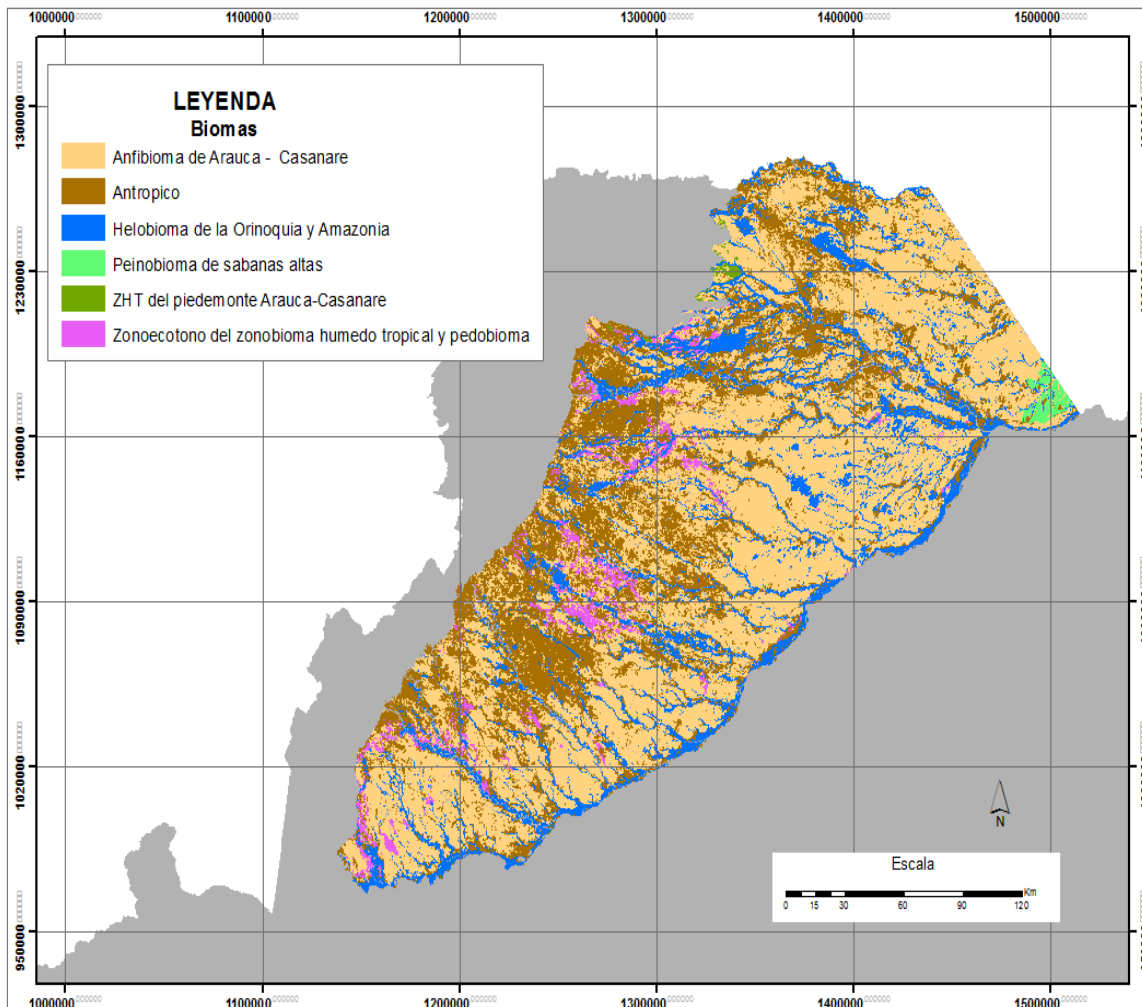 1000000 1100000 1200000 1300000 1400000 1500000
LEYENDA
Biomas
Anfibioma de Arauca - Casanare
Antropico
Helobioma de la Orinoquia y Amazonia
Peinobioma de sabanas altas
ZHT del piedemonte Arauca-Casanare
Zonoecotono del zonobioma humedo tropical y pedobioma
1300000
1230000
1160000
1090000
1020000
950000
N
Escala
Km
0 15 30 60 90 120
1000000 1100000 1200000 1300000 1400000 1500000